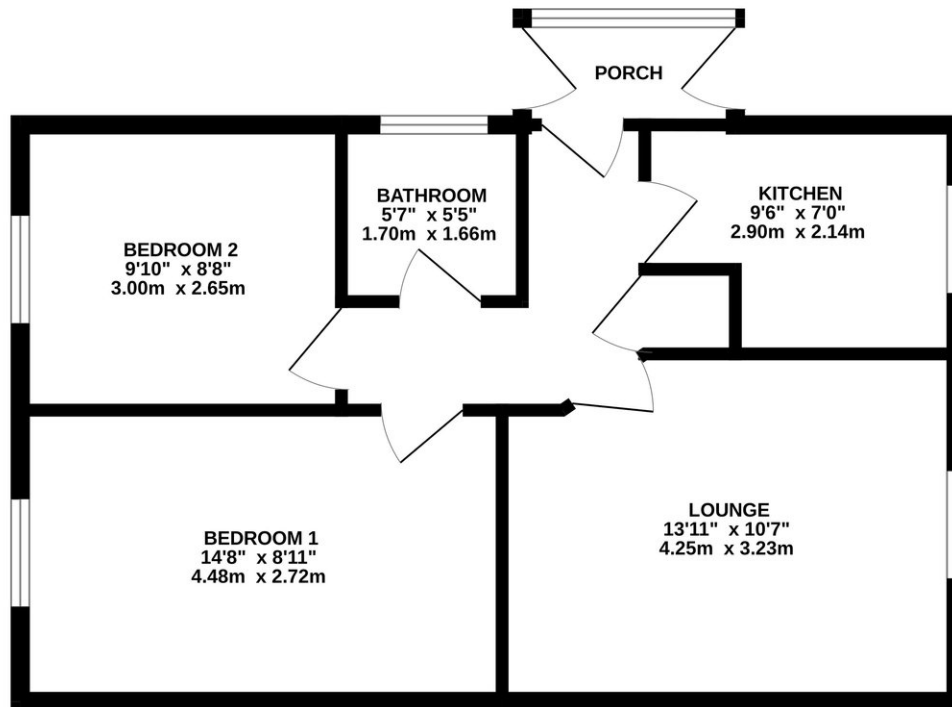 PORCH
BATHROOM
5'7" x 5'5"
1.70m x 1.66m
KITCHEN
9'6" x 7'0"
2.90m x 2.14m
BEDROOM 2
9'10" x 8'8"
3.00m x 2.65m
LOUNGE
13'11" x 10'7"
4.25m x 3.23m
BEDROOM 1
14'8" x 8'11"
4.48m x 2.72m